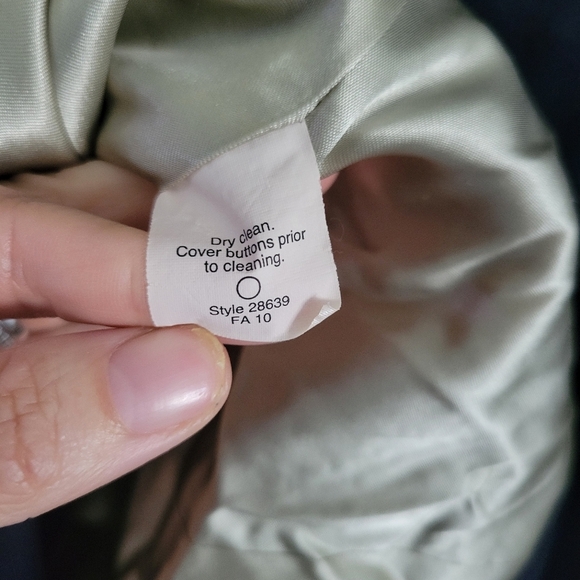 Dry clean.
Cover buttons prior
to cleaning.
Style 28639
FA 10